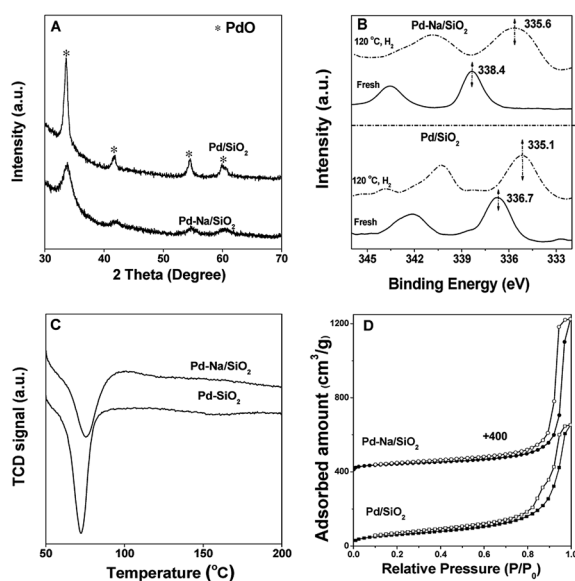 A
* PdO
*
*
*
*
Pd/SiO2
Pd-Na/SiO2
Intensity (a.u.)
30 40 50 60 70
2 Theta (Degree)
B
Pd-Na/SiO2
335.6
120 °C, H2
338.4
Fresh
Pd/SiO2
335.1
120 °C, H2
336.7
Fresh
Intensity (a.u.)
345 342 339 336 333
Binding Energy (eV)
C
Pd-Na/SiO2
Pd-SiO2
TCD signal (a.u.)
50 100 150 200
Temperature (°C)
D
1200
800
400
0
+400
Pd-Na/SiO2
Pd/SiO2
Adsorbed amount (cm3/g)
0.0 0.2 0.4 0.6 0.8 1.0
Relative Pressure (P/P0)